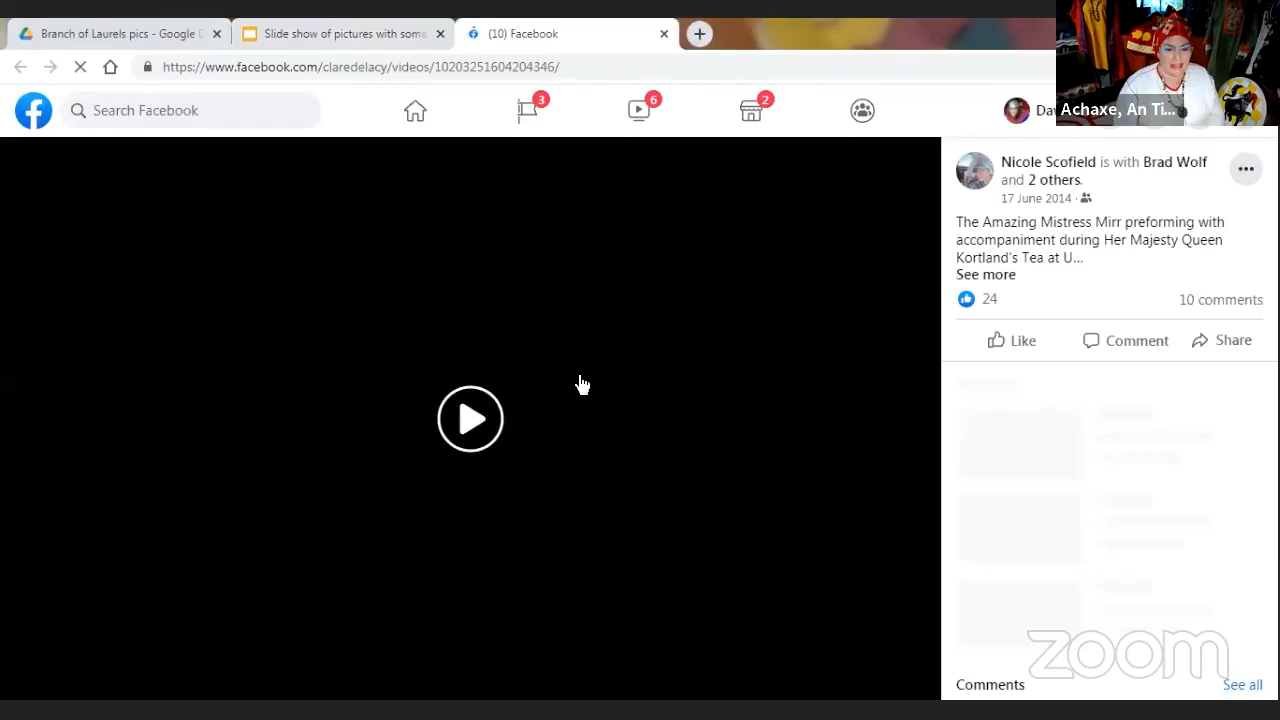 Branch of Laurels pics - Google D
Slide show of pictures with some
(10) Facebook
https://www.facebook.com/claredelacy/videos/10203251604204346/
Search Facebook
3
6
2
Da
Achaxe, An Ti...
Nicole Scofield is with Brad Wolf
and 2 others.
17 June 2014
The Amazing Mistress Mirr preforming with
accompaniment during Her Majesty Queen
Kortland's Tea at U...
See more
24
10 comments
Like
Comment
Share
zoom
Comments
See all